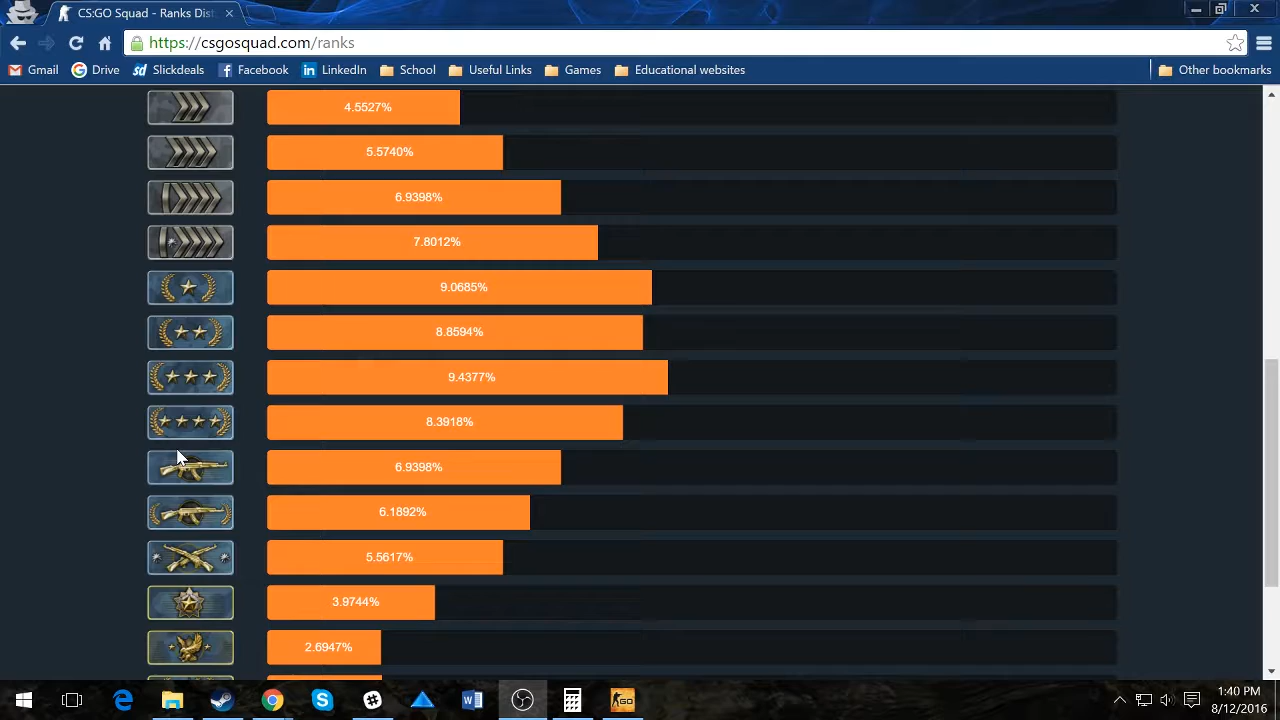 CS:GO Squad - Ranks Dist
https://csgosquad.com/ranks
Gmail
Drive
Slickdeals
Facebook
LinkedIn
School
Useful Links
Games
Educational websites
Other bookmarks
4.5527%
5.5740%
6.9398%
7.8012%
9.0685%
8.8594%
9.4377%
8.3918%
6.9398%
6.1892%
5.5617%
3.9744%
2.6947%
1:40 PM
8/12/2016